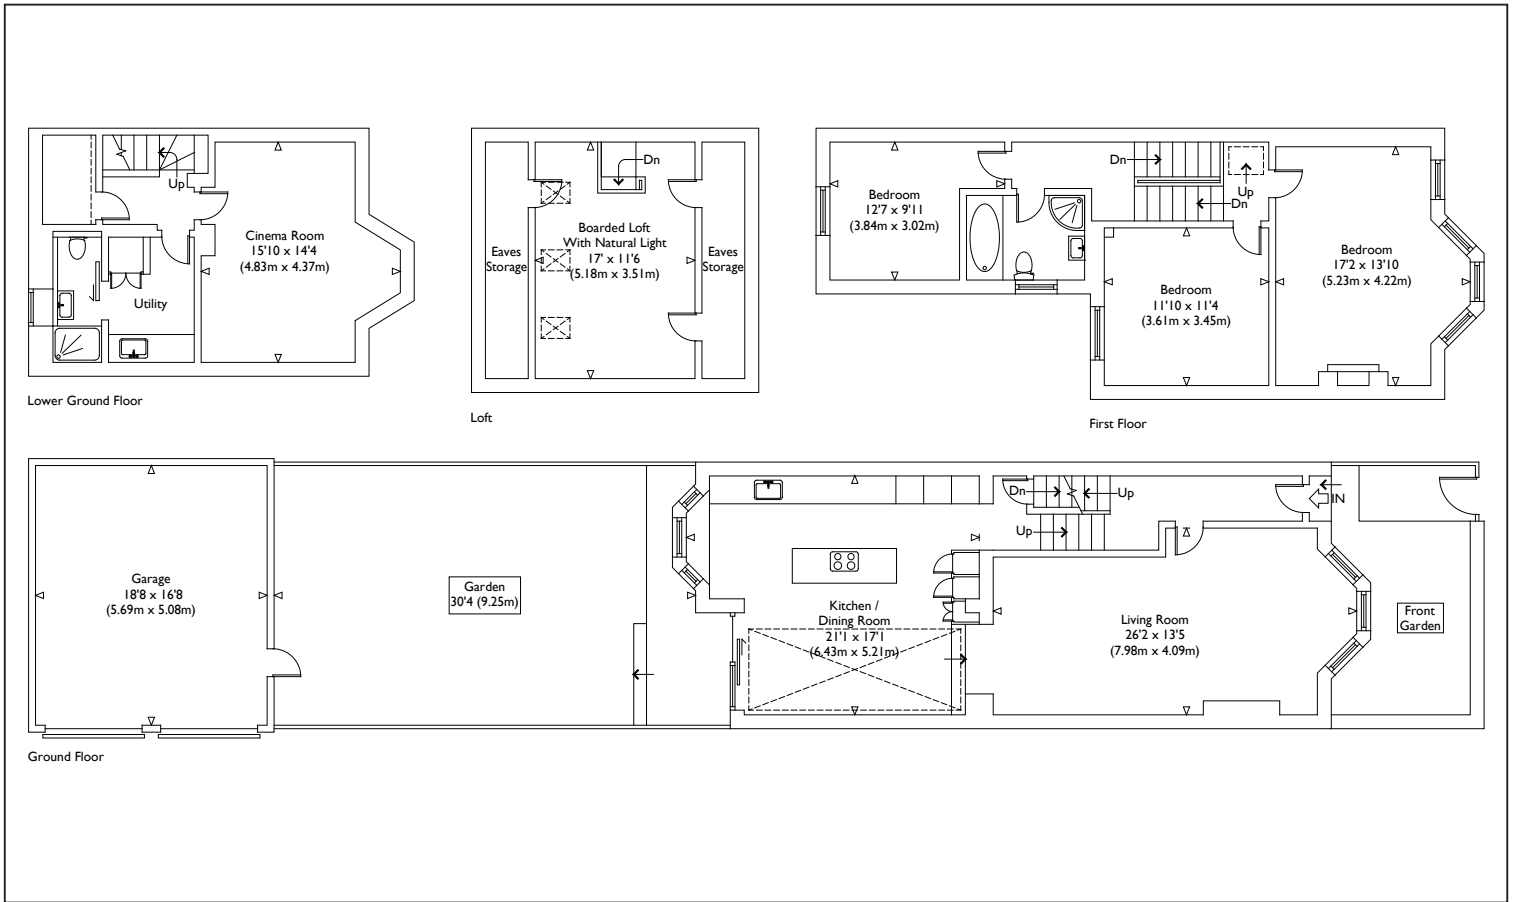 Up
Cinema Room
15'10 x 14'4
(4.83m x 4.37m)
Utility
Lower Ground Floor
Dn
Boarded Loft
With Natural Light
17' x 11'6
(5.18m x 3.51m)
Eaves
Storage
Eaves
Storage
Loft
Dn
Up
Dn
Bedroom
12'7 x 9'11
(3.84m x 3.02m)
Bedroom
11'10 x 11'4
(3.61m x 3.45m)
Bedroom
17'2 x 13'10
(5.23m x 4.22m)
First Floor
Garage
18'8 x 16'8
(5.69m x 5.08m)
Garden
30'4 (9.25m)
Kitchen /
Dining Room
21'1 x 17'1
(6.43m x 5.21m)
Dn
Up
Up
IN
Living Room
26'2 x 13'5
(7.98m x 4.09m)
Front
Garden
Ground Floor